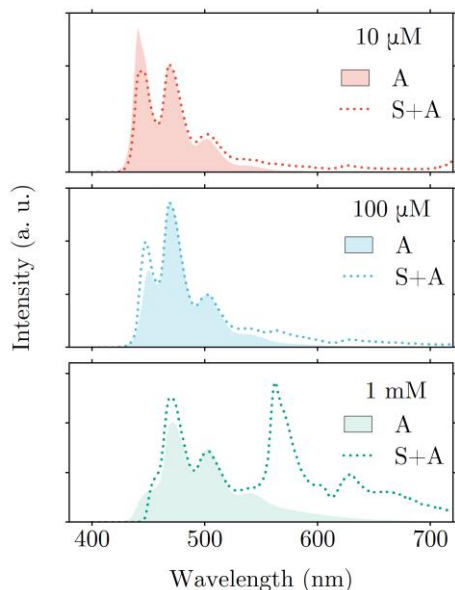 10 μM
A
S+A
100 μM
A
S+A
1 mM
A
S+A
Intensity (a. u.)
400 500 600 700
Wavelength (nm)